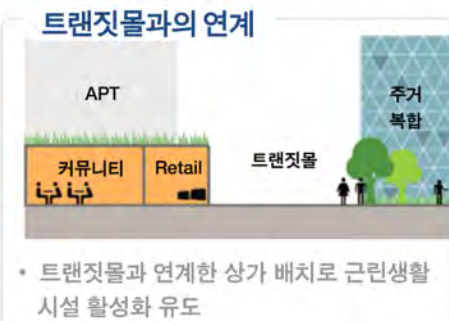 트랜짓몰과의 연계
APT
주거
복합
커뮤니티
Retail
트랜짓몰
• 트랜짓몰과 연계한 상가 배치로 근린생활
시설 활성화 유도